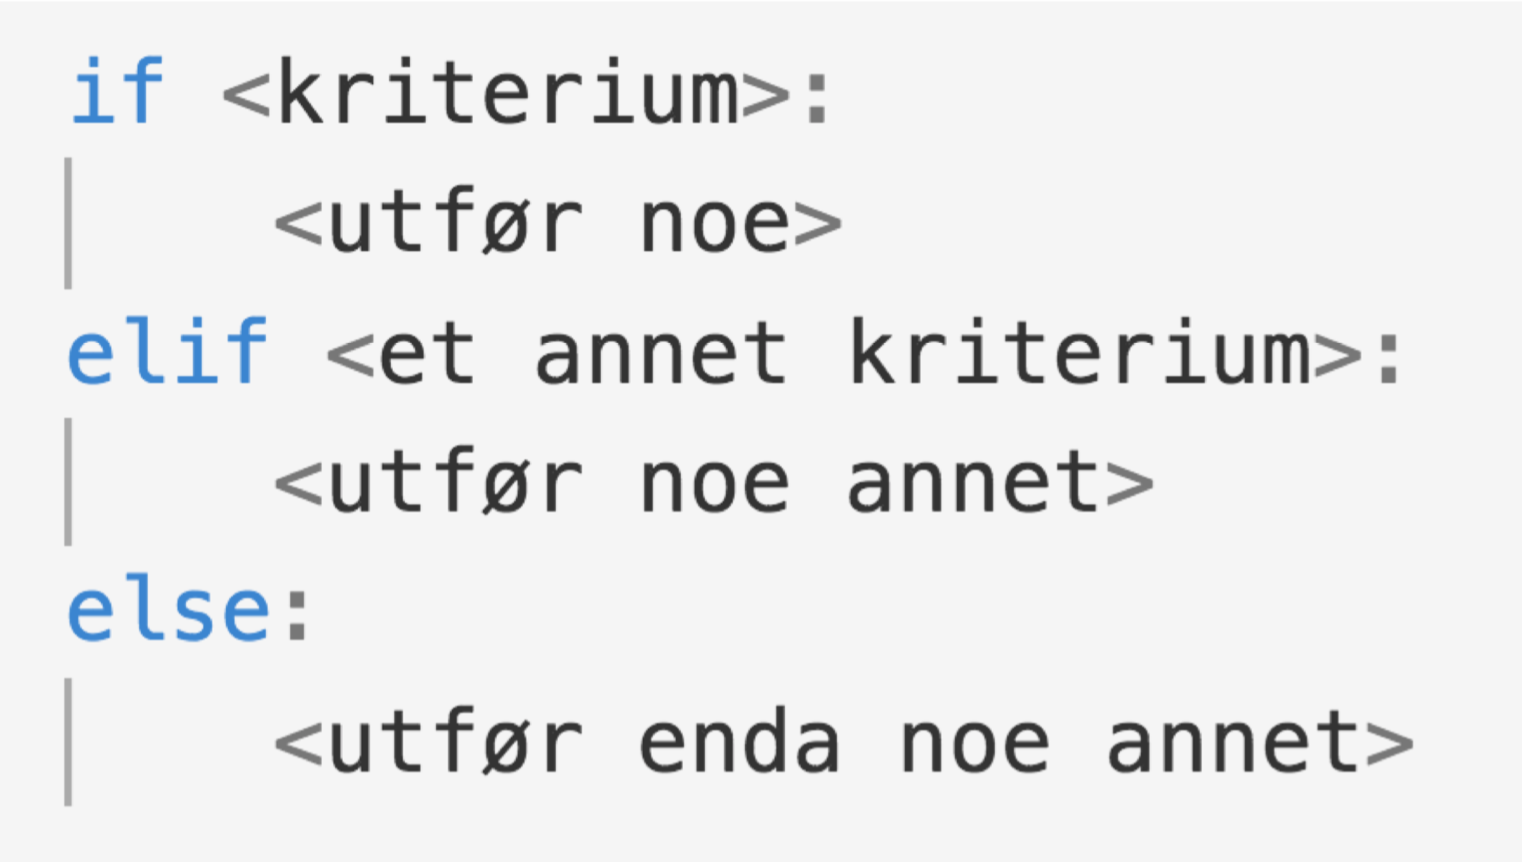 if <kriterium>:
    <utfør noe>
elif <et annet kriterium>:
    <utfør noe annet>
else:
    <utfør enda noe annet>